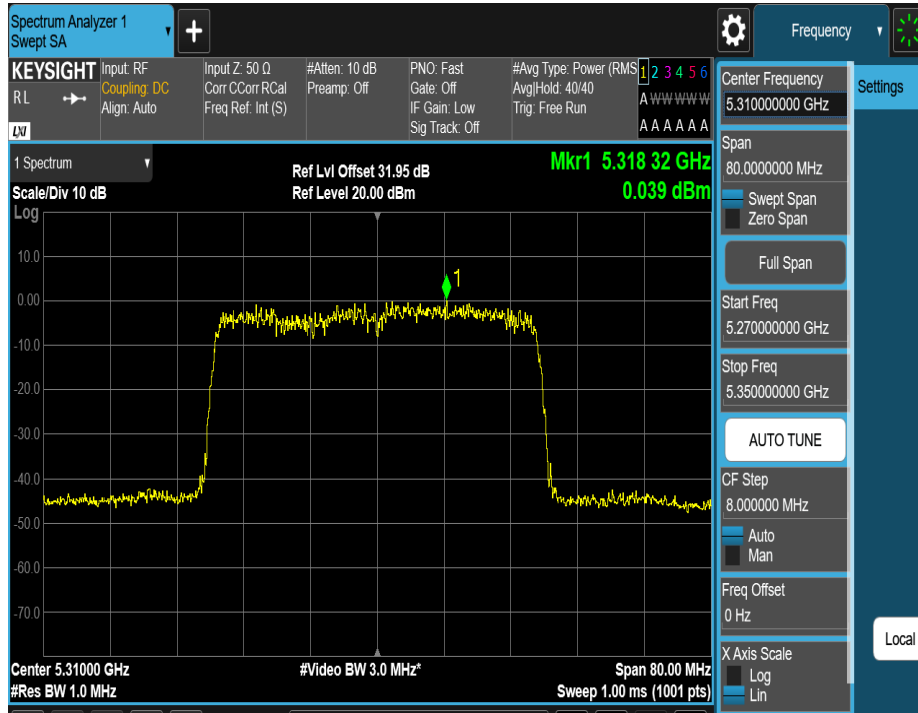 Spectrum Analyzer 1
Swept SA
+
Frequency
KEYSIGHT
R L
LXI
Input: RF
Coupling: DC
Align: Auto
Input Z: 50 Ω
Corr CCorr RCal
Freq Ref: Int (S)
#Atten: 10 dB
Preamp: Off
PNO: Fast
Gate: Off
IF Gain: Low
Sig Track: Off
#Avg Type: Power (RMS
Avg|Hold: 40/40
Trig: Free Run
1 2 3 4 5 6
A W W W W W
A A A A A A
1 Spectrum
Scale/Div 10 dB
Log
Ref Lvl Offset 31.95 dB
Ref Level 20.00 dBm
Mkr1 5.318 32 GHz
0.039 dBm
1
10.0
0.00
-10.0
-20.0
-30.0
-40.0
-50.0
-60.0
-70.0
Center 5.31000 GHz
#Res BW 1.0 MHz
#Video BW 3.0 MHz*
Span 80.00 MHz
Sweep 1.00 ms (1001 pts)
Center Frequency
5.310000000 GHz
Span
80.0000000 MHz
Swept Span
Zero Span
Full Span
Start Freq
5.270000000 GHz
Stop Freq
5.350000000 GHz
AUTO TUNE
CF Step
8.000000 MHz
Auto
Man
Freq Offset
0 Hz
X Axis Scale
Log
Lin
Settings
Local